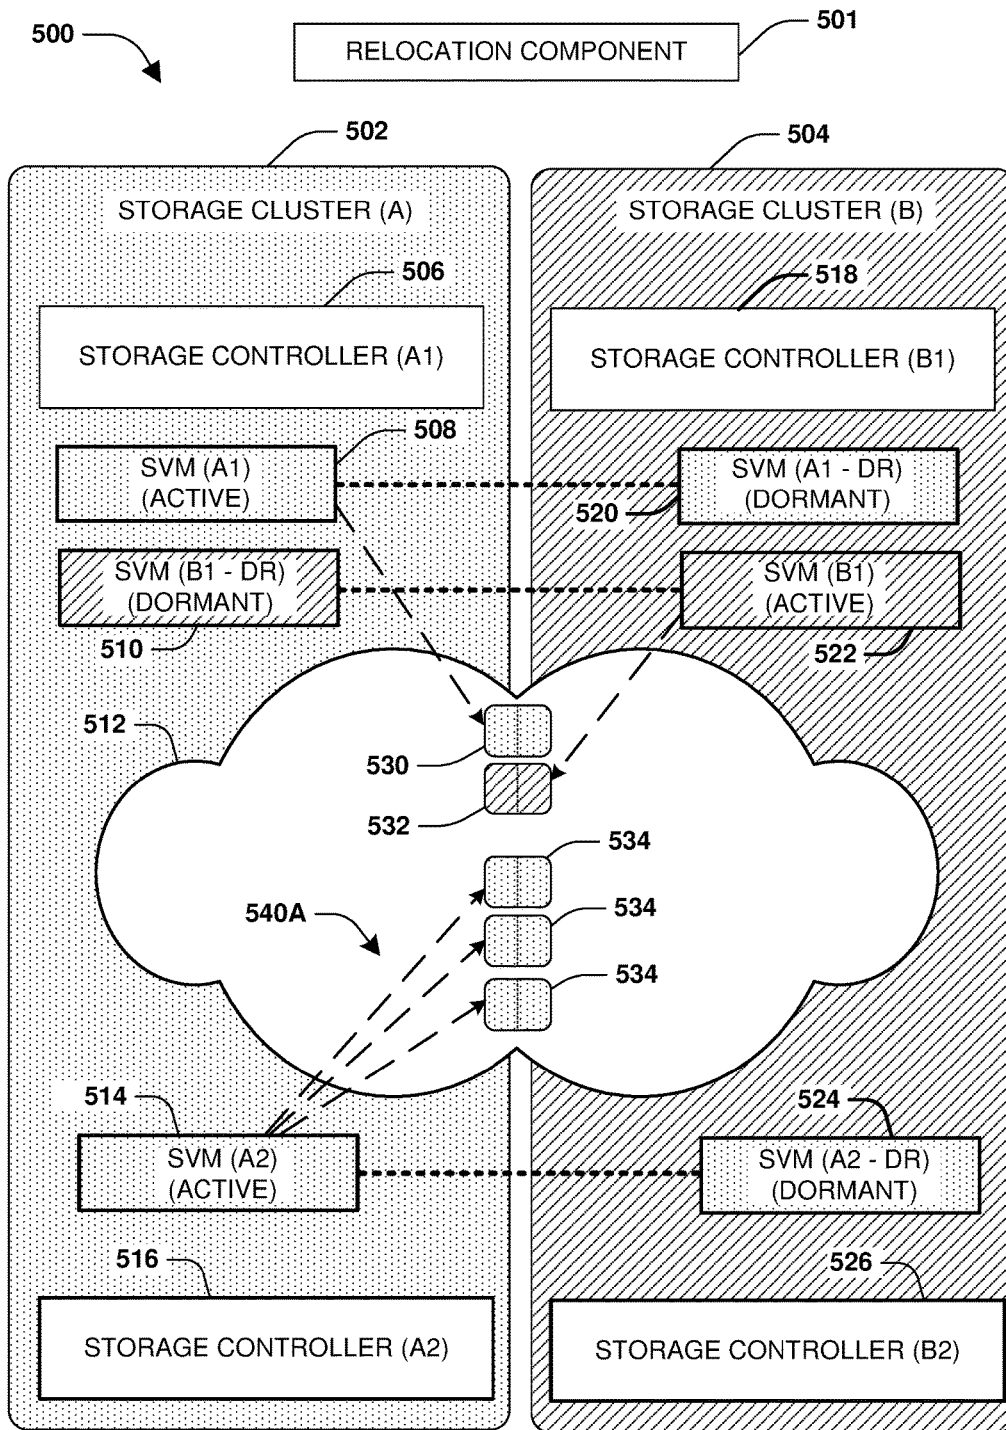 500
RELOCATION COMPONENT
501
502
504
STORAGE CLUSTER (A)
STORAGE CLUSTER (B)
506
518
STORAGE CONTROLLER (A1)
STORAGE CONTROLLER (B1)
508
SVM (A1)
(ACTIVE)
SVM (A1 - DR)
(DORMANT)
520
SVM (B1 - DR)
(DORMANT)
SVM (B1)
(ACTIVE)
510
522
512
530
532
534
540A
534
534
514
524
SVM (A2)
(ACTIVE)
SVM (A2 - DR)
(DORMANT)
516
526
STORAGE CONTROLLER (A2)
STORAGE CONTROLLER (B2)